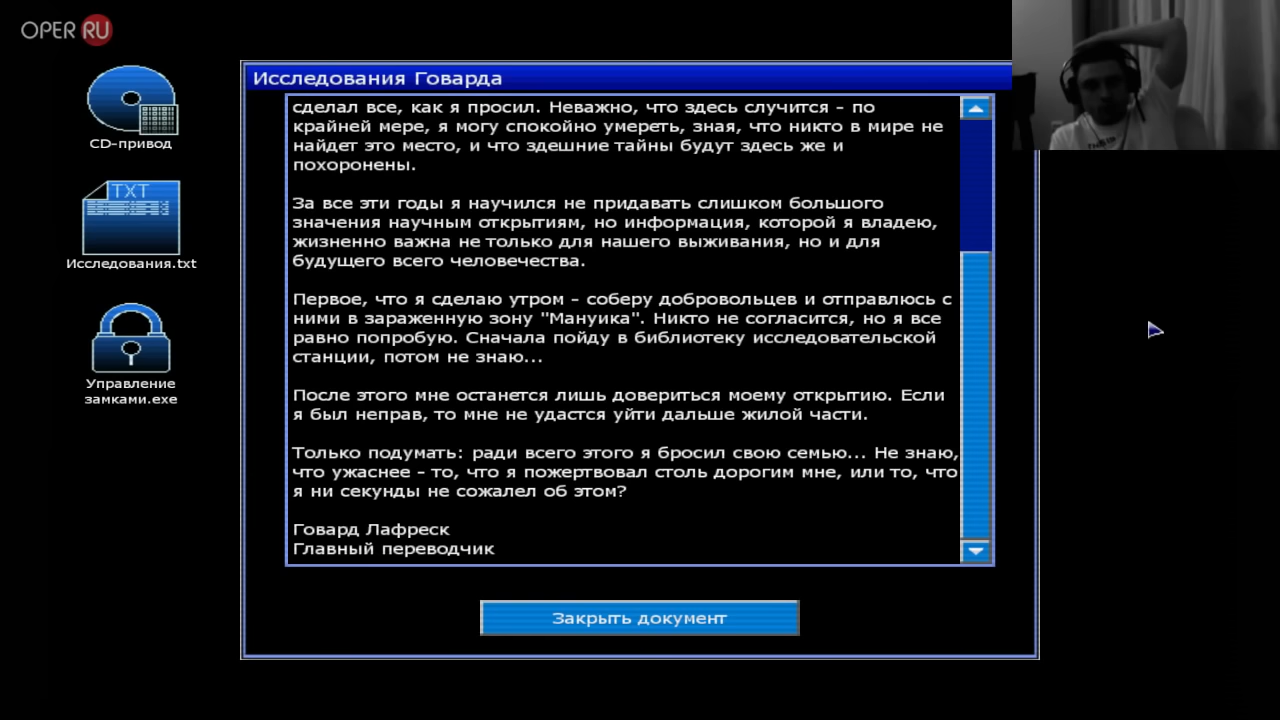 OPER RU
CD-привод
TXT
Исследования.txt
Управление
замками.exe
Исследования Говарда
сделал все, как я просил. Неважно, что здесь случится - по
крайней мере, я могу спокойно умереть, зная, что никто в мире не
найдет это место, и что здешние тайны будут здесь же и
похоронены.
За все эти годы я научился не придавать слишком большого
значения научным открытиям, но информация, которой я владею,
жизненно важна не только для нашего выживания, но и для
будущего всего человечества.
Первое, что я сделаю утром - соберу добровольцев и отправлюсь с
ними в зараженную зону "Мануика". Никто не согласится, но я все
равно попробую. Сначала пойду в библиотеку исследовательской
станции, потом не знаю...
После этого мне останется лишь довериться моему открытию. Если
я был неправ, то мне не удастся уйти дальше жилой части.
Только подумать: ради всего этого я бросил свою семью... Не знаю,
что ужаснее - то, что я пожертвовал столь дорогим мне, или то, что
я ни секунды не сожалел об этом?
Говард Лафреск
Главный переводчик
Закрыть документ